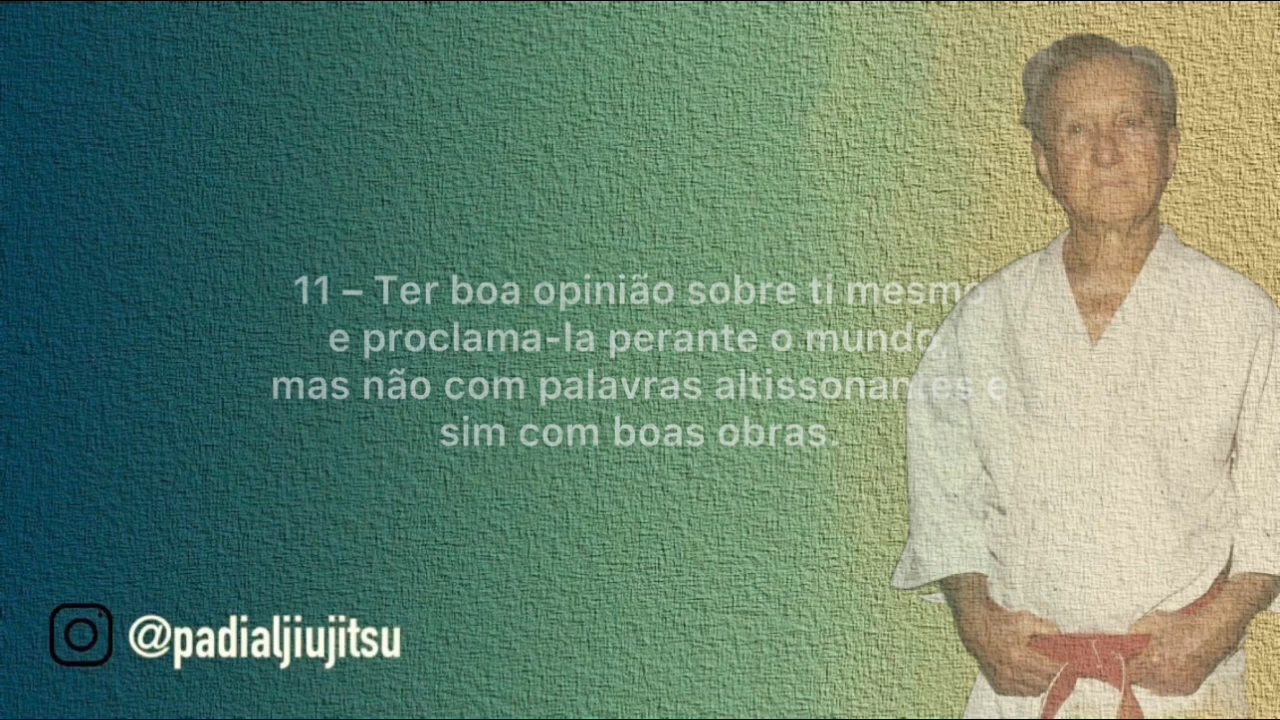 11 – Ter boa opinião sobre ti mesmo
e proclama-la perante o mundo,
mas não com palavras altissonantes e
sim com boas obras.
@padialjiujitsu